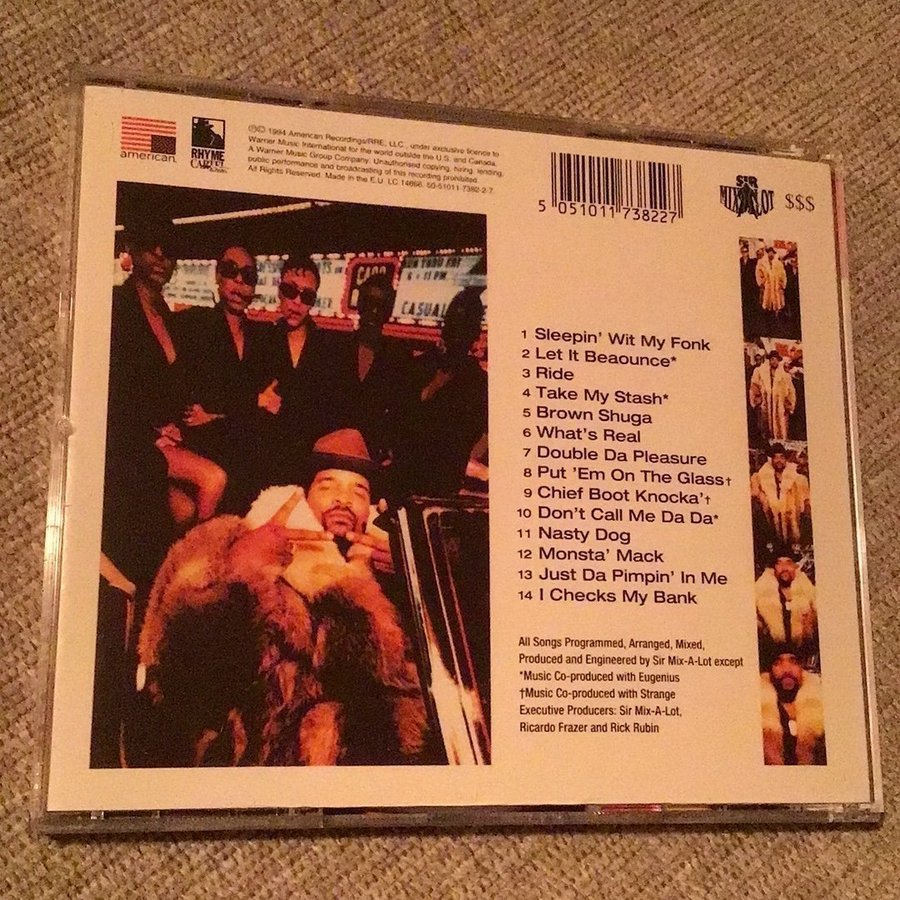 american.
RHYME
CARTEL
℗© 1994 American Recordings/RRE, LLC., under exclusive licence to
Warner Music International for the world outside the U.S. and Canada.
A Warner Music Group Company. Unauthorised copying, hiring, lending,
public performance and broadcasting of this recording prohibited.
All Rights Reserved. Made in the E.U. LC 14666. 50-51011-7382-2-7.
5 051011 738227
SIR
MIX-A-LOT
$$$
CASUAL
1 Sleepin' Wit My Fonk
2 Let It Beaounce*
3 Ride
4 Take My Stash*
5 Brown Shuga
6 What's Real
7 Double Da Pleasure
8 Put 'Em On The Glass†
9 Chief Boot Knocka'†
10 Don't Call Me Da Da*
11 Nasty Dog
12 Monsta' Mack
13 Just Da Pimpin' In Me
14 I Checks My Bank
All Songs Programmed, Arranged, Mixed,
Produced and Engineered by Sir Mix-A-Lot except
*Music Co-produced with Eugenius
†Music Co-produced with Strange
Executive Producers: Sir Mix-A-Lot,
Ricardo Frazer and Rick Rubin